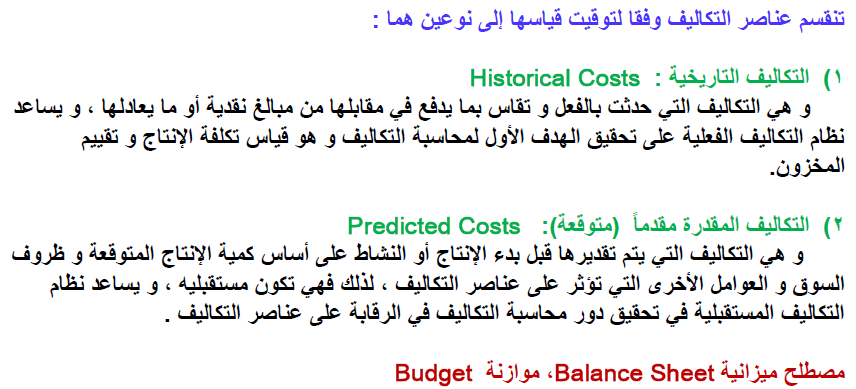 تنقسم عناصر التكاليف وفقا لتوقيت قياسها إلى نوعين هما :
١) التكاليف التاريخية : Historical Costs
و هي التكاليف التي حدثت بالفعل و تقاس بما يدفع في مقابلها من مبالغ نقدية أو ما يعادلها ، و يساعد
نظام التكاليف الفعلية على تحقيق الهدف الأول لمحاسبة التكاليف و هو قياس تكلفة الإنتاج و تقييم
المخزون.
٢) التكاليف المقدرة مقدماً (متوقعة): Predicted Costs
و هي التكاليف التي يتم تقديرها قبل بدء الإنتاج أو النشاط على أساس كمية الإنتاج المتوقعة و ظروف
السوق و العوامل الأخرى التي تؤثر على عناصر التكاليف ، لذلك فهي تكون مستقبليه ، و يساعد نظام
التكاليف المستقبلية في تحقيق دور محاسبة التكاليف في الرقابة على عناصر التكاليف .
مصطلح ميزانية Balance Sheet، موازنة Budget